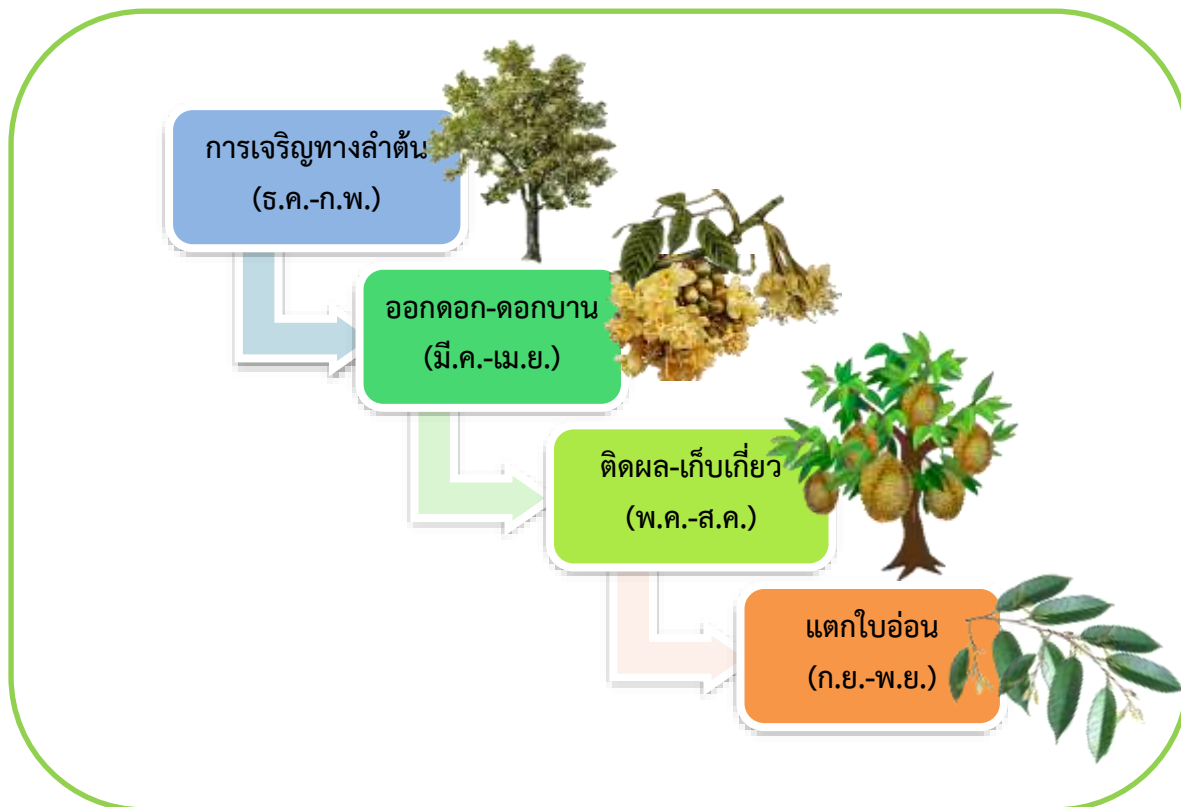 การเจริญทางลำต้น
(ธ.ค.-ก.พ.)
ออกดอก-ดอกบาน
(มี.ค.-เม.ย.)
ติดผล-เก็บเกี่ยว
(พ.ค.-ส.ค.)
แตกใบอ่อน
(ก.ย.-พ.ย.)